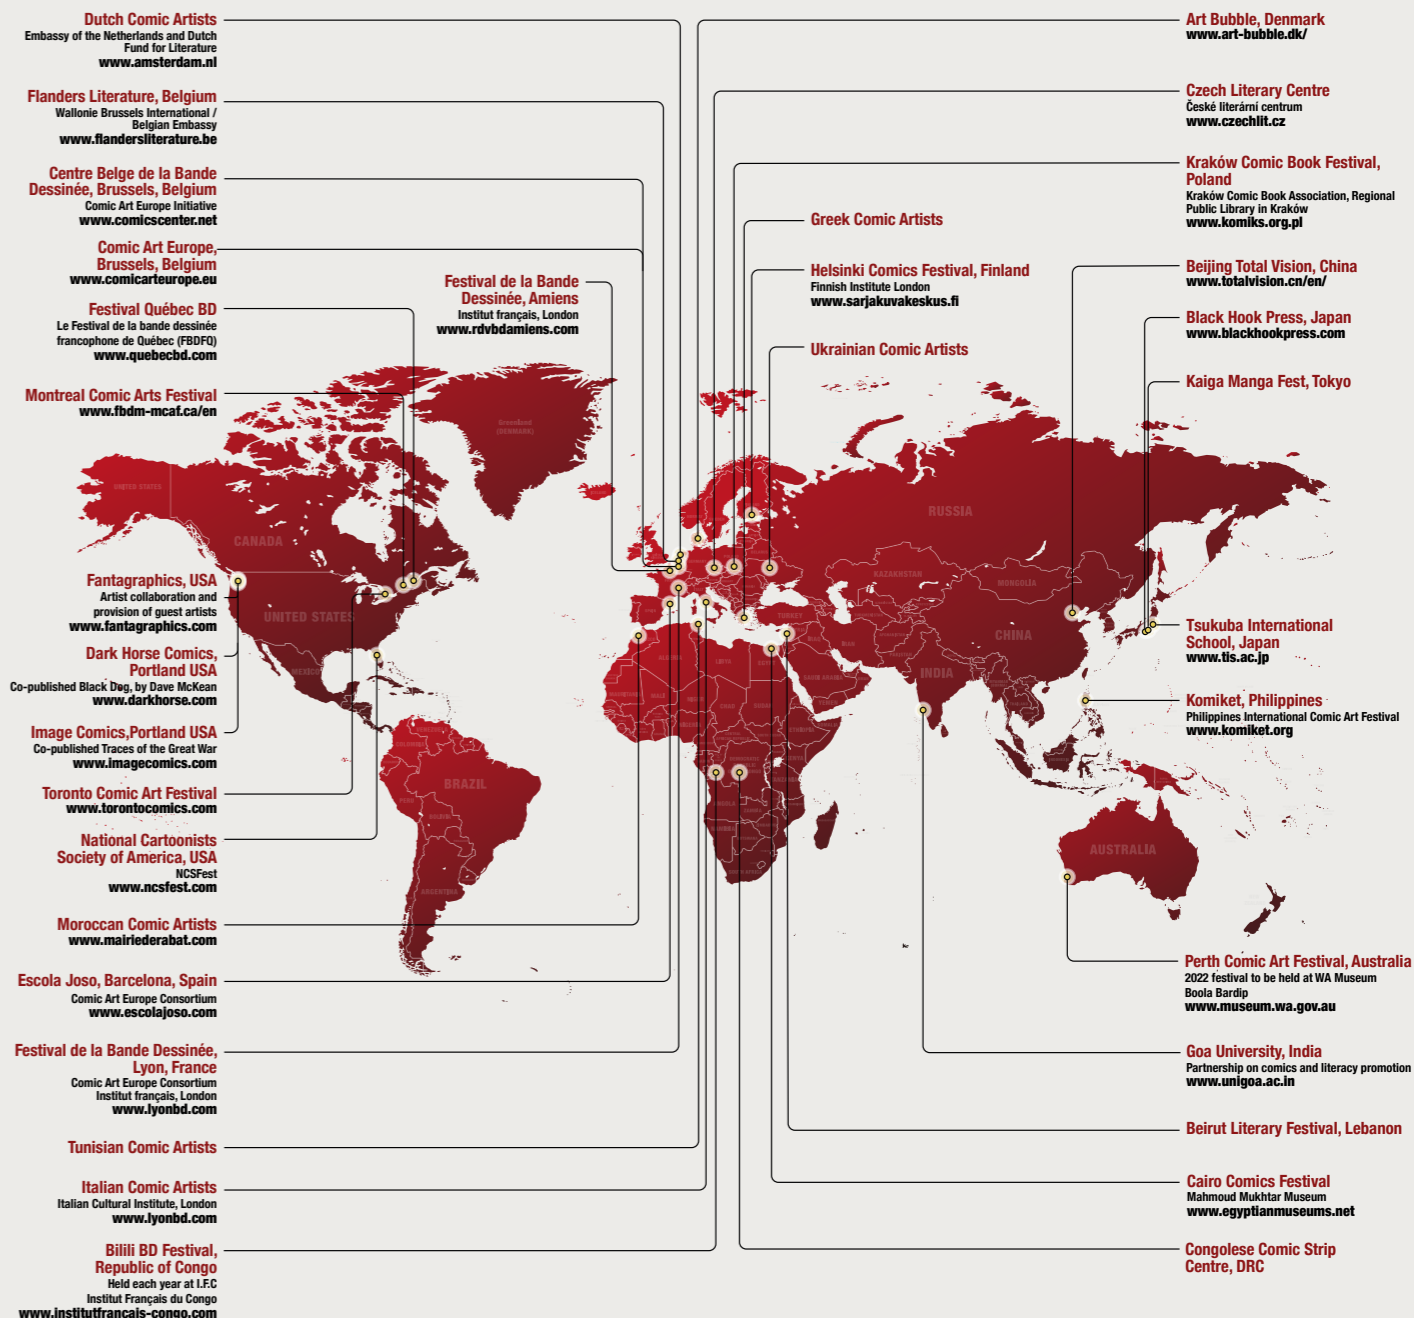 Dutch Comic Artists
Embassy of the Netherlands and Dutch
Fund for Literature
www.amsterdam.nl
Flanders Literature, Belgium
Wallonie Brussels International /
Belgian Embassy
www.flandersliterature.be
Centre Belge de la Bande
Dessinée, Brussels, Belgium
Comic Art Europe Initiative
www.comicscenter.net
Comic Art Europe,
Brussels, Belgium
www.comicarteurope.eu
Festival Québec BD
Le Festival de la bande dessinée
francophone de Québec (FBDFQ)
www.quebecbd.com
Montreal Comic Arts Festival
www.fbdm-mcaf.ca/en
Fantagraphics, USA
Artist collaboration and
provision of guest artists
www.fantagraphics.com
Dark Horse Comics,
Portland USA
Co-published Black Dog, by Dave McKean
www.darkhorse.com
Image Comics,Portland USA
Co-published Traces of the Great War
www.imagecomics.com
Toronto Comic Art Festival
www.torontocomics.com
National Cartoonists
Society of America, USA
NCSFest
www.ncsfest.com
Moroccan Comic Artists
www.mairiederabat.com
Escola Joso, Barcelona, Spain
Comic Art Europe Consortium
www.escolajoso.com
Festival de la Bande Dessinée,
Lyon, France
Comic Art Europe Consortium
Institut français, London
www.lyonbd.com
Tunisian Comic Artists
Italian Comic Artists
Italian Cultural Institute, London
www.lyonbd.com
Bilili BD Festival,
Republic of Congo
Held each year at I.F.C
Institut Français du Congo
www.institutfrancais-congo.com
Festival de la Bande
Dessinée, Amiens
Institut français, London
www.rdvbdamiens.com
Greek Comic Artists
Helsinki Comics Festival, Finland
Finnish Institute London
www.sarjakuvakeskus.fi
Ukrainian Comic Artists
Art Bubble, Denmark
www.art-bubble.dk/
Czech Literary Centre
České literární centrum
www.czechlit.cz
Kraków Comic Book Festival,
Poland
Kraków Comic Book Association, Regional
Public Library in Kraków
www.komiks.org.pl
Beijing Total Vision, China
www.totalvision.cn/en/
Black Hook Press, Japan
www.blackhookpress.com
Kaiga Manga Fest, Tokyo
Tsukuba International
School, Japan
www.tis.ac.jp
Komiket, Philippines
Philippines International Comic Art Festival
www.komiket.org
Perth Comic Art Festival, Australia
2022 festival to be held at WA Museum
Boola Bardip
www.museum.wa.gov.au
Goa University, India
Partnership on comics and literacy promotion
www.unigoa.ac.in
Beirut Literary Festival, Lebanon
Cairo Comics Festival
Mahmoud Mukhtar Museum
www.egyptianmuseums.net
Congolese Comic Strip
Centre, DRC
Greenland
(DENMARK)
UNITED STATES
CANADA
UNITED STATES
MEXICO
BRAZIL
ARGENTINA
RUSSIA
KAZAKHSTAN
MONGOLIA
CHINA
INDIA
TURKEY
AUSTRALIA